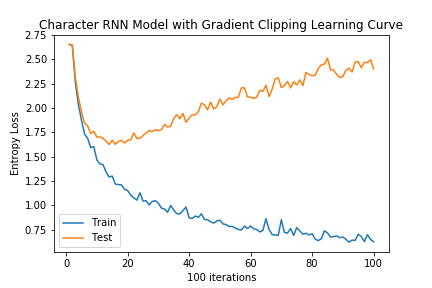 Character RNN Model with Gradient Clipping Learning Curve
2.75
2.50
2.25
2.00
1.75
1.50
1.25
1.00
0.75
Entropy Loss
Train
Test
0 20 40 60 80 100
100 iterations